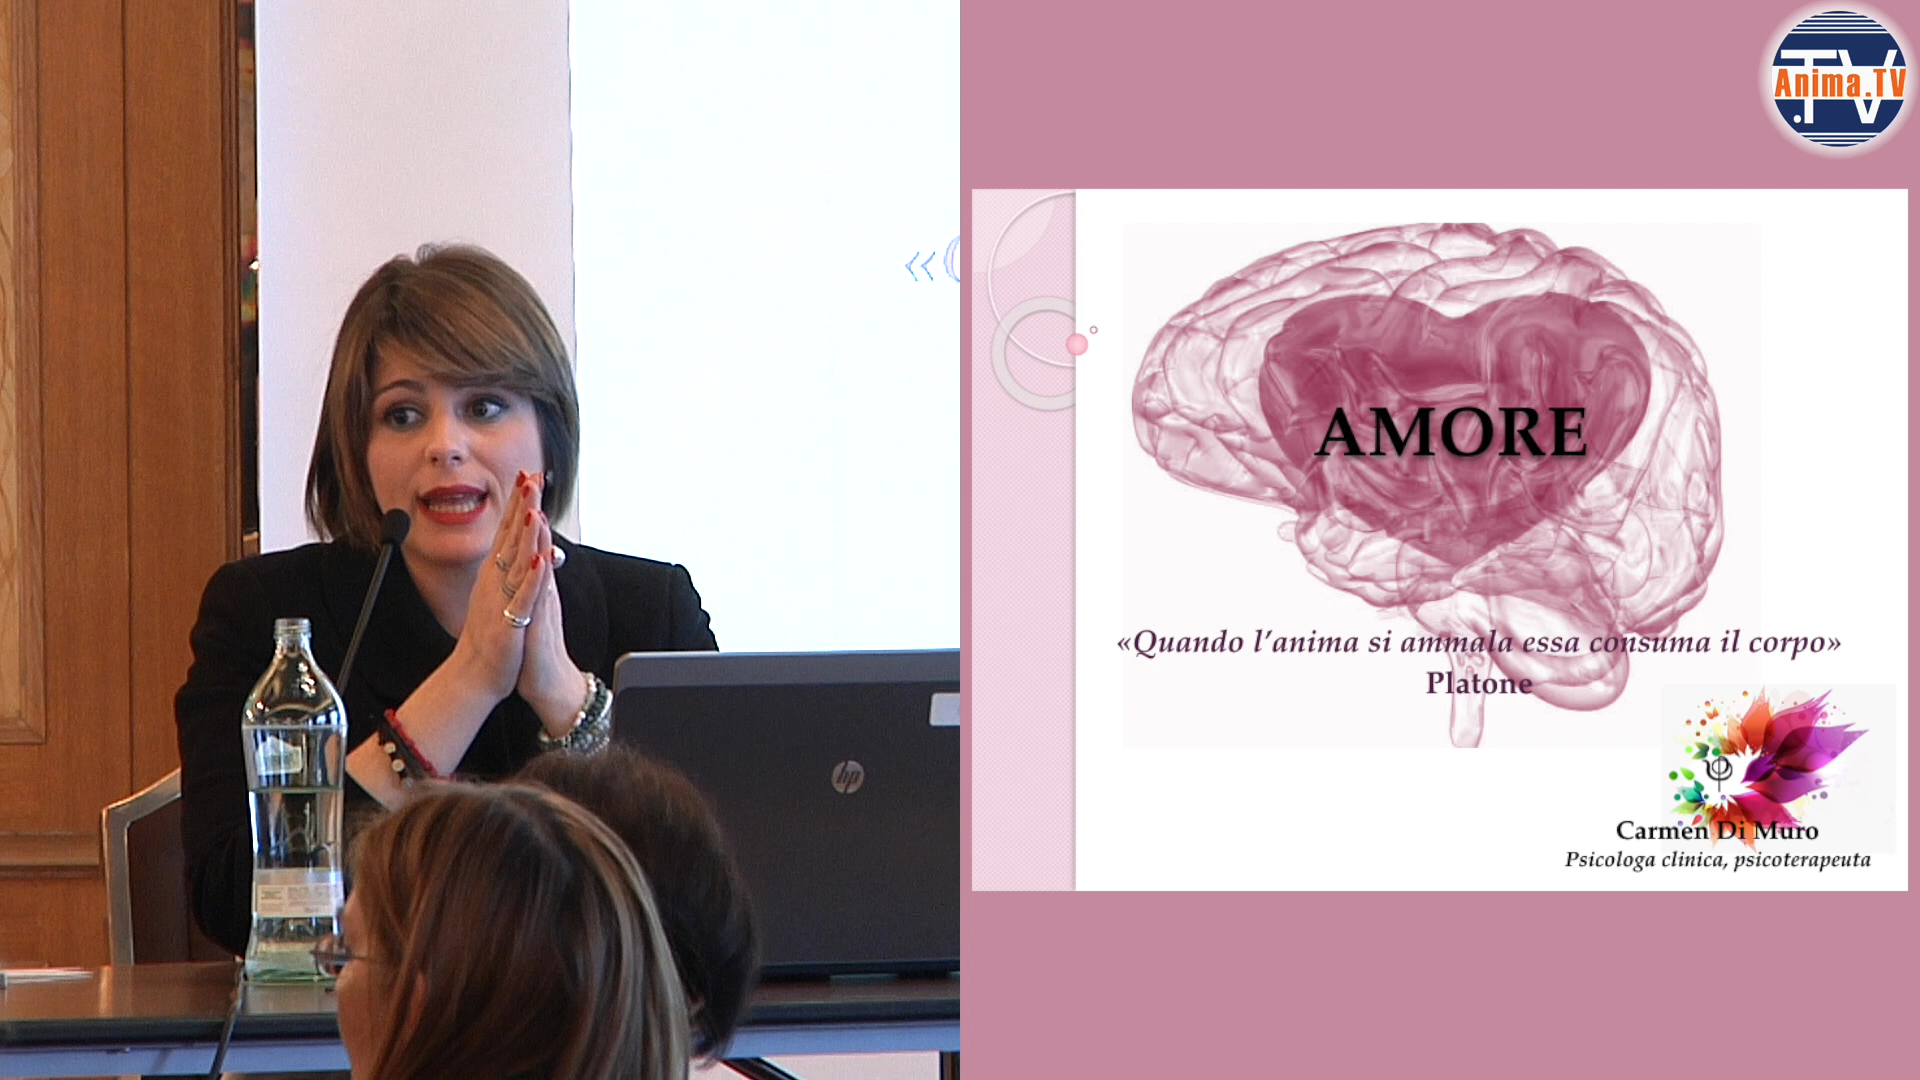 Anima.TV
.TV
«
AMORE
«Quando l’anima si ammala essa consuma il corpo»
Platone
ψ
Carmen Di Muro
Psicologa clinica, psicoterapeuta
hp